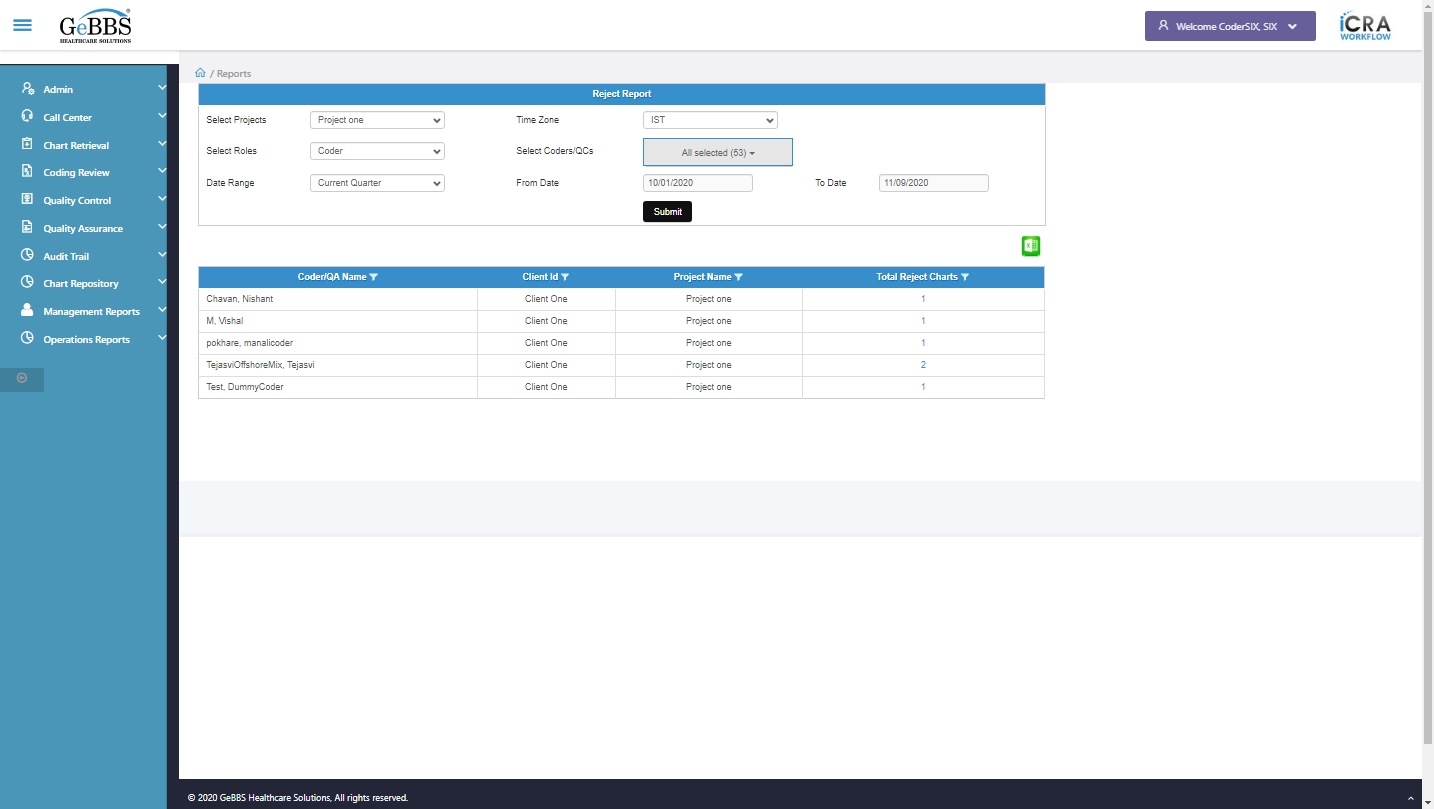 GeBBS®
HEALTHCARE SOLUTIONS
Welcome CoderSIX, SIX
iCRA
WORKFLOW
/ Reports
Admin
Call Center
Chart Retrieval
Coding Review
Quality Control
Quality Assurance
Audit Trail
Chart Repository
Management Reports
Operations Reports
Reject Report
Select Projects Project one Time Zone IST
Select Roles Coder Select Coders/QCs All selected (53)
Date Range Current Quarter From Date 10/01/2020 To Date 11/09/2020
Submit
Coder/QA Name Client Id Project Name Total Reject Charts
Chavan, Nishant Client One Project one 1
M, Vishal Client One Project one 1
pokhare, manalicoder Client One Project one 1
TejasviOffshoreMix, Tejasvi Client One Project one 2
Test, DummyCoder Client One Project one 1
© 2020 GeBBS Healthcare Solutions, All rights reserved.